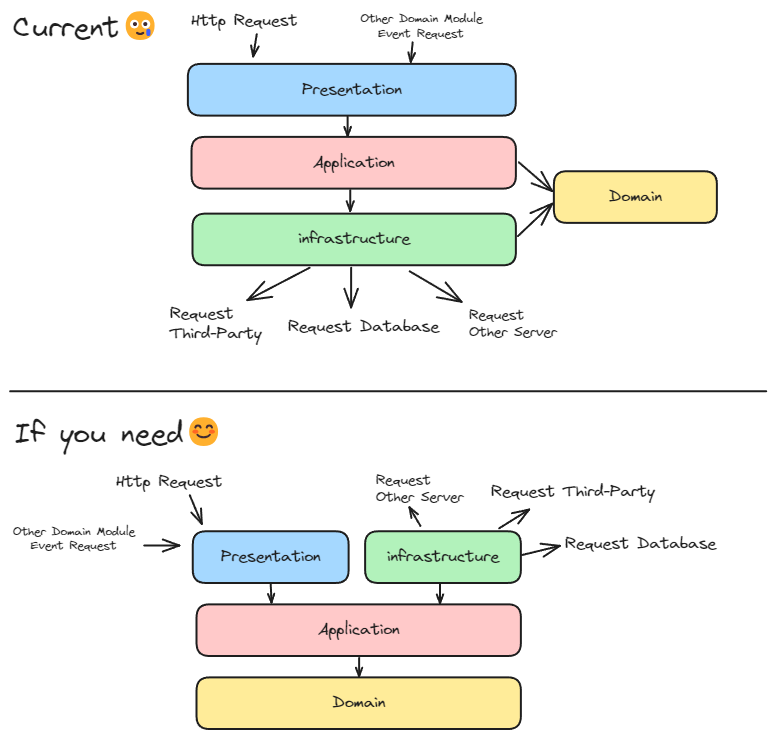 Current
Http Request
Other Domain Module
Event Request
Presentation
Application
Domain
infrastructure
Request
Third-Party
Request Database
Request
Other Server
If you need
Http Request
Request
Other Server
Request Third-Party
Other Domain Module
Event Request
Presentation
infrastructure
Request Database
Application
Domain